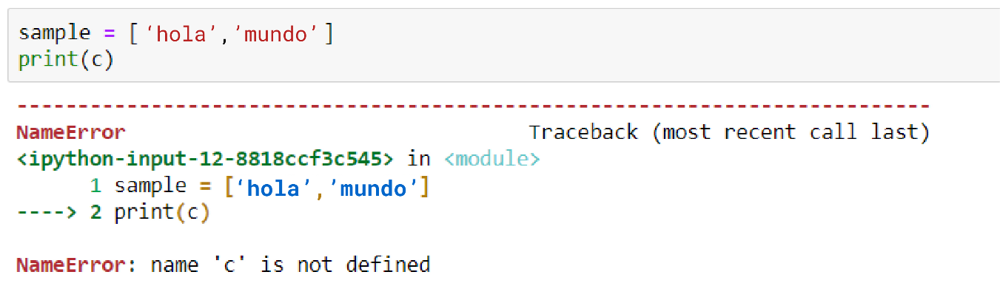 sample = [‘hola’,’mundo’]
print(c)
---------------------------------------------------------------------------
NameError                                 Traceback (most recent call last)
<ipython-input-12-8818ccf3c545> in <module>
      1 sample = [‘hola’,’mundo’]
----> 2 print(c)
NameError: name 'c' is not defined